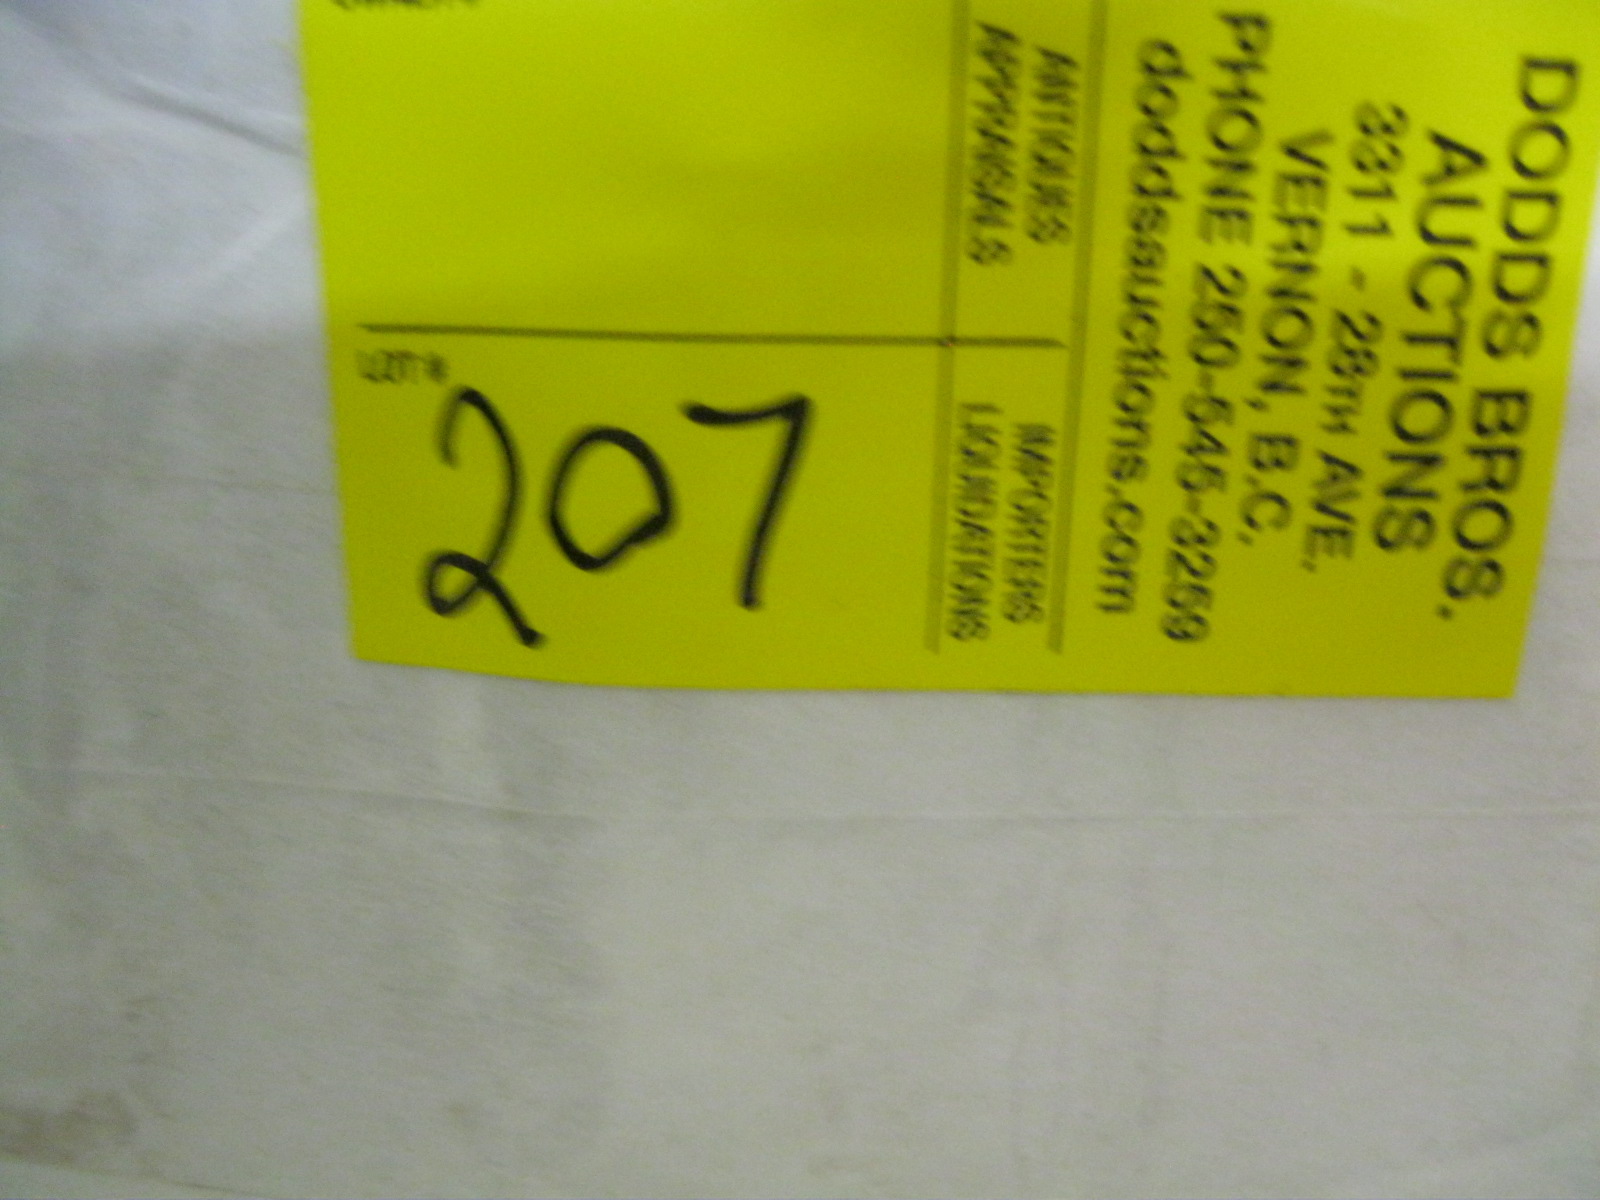 DODDS BROS.
AUCTIONS
3311 - 28TH AVE.
VERNON, B.C.
PHONE 250-545-3259
doddsauctions.com
ANTIQUES IMPORTERS
APPRAISALS LIQUIDATIONS
LOT #
207